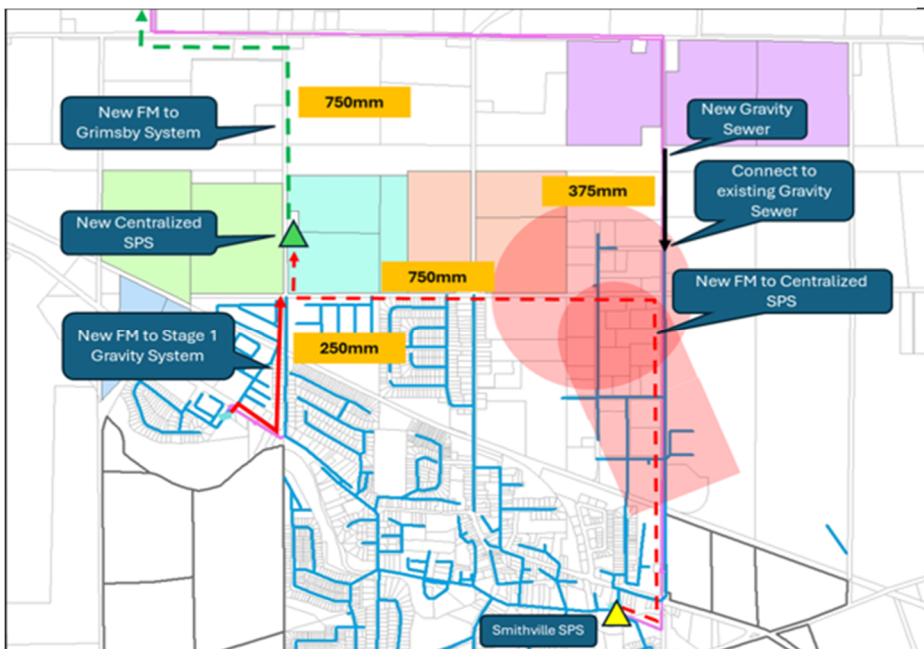 750mm
New FM to
Grimsby System
New Gravity
Sewer
375mm
Connect to
existing Gravity
Sewer
New Centralized
SPS
750mm
New FM to Centralized
SPS
New FM to Stage 1
Gravity System
250mm
Smithville SPS